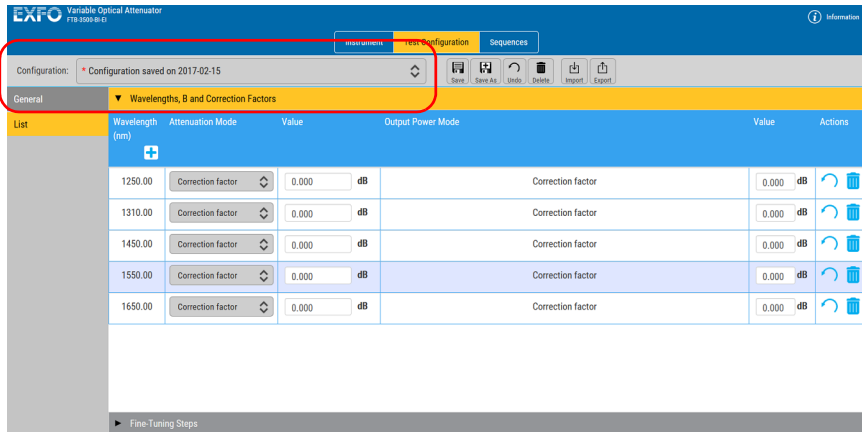 EXFO Variable Optical Attenuator
FTB-3500-BI-EI
Information
Instrument Test Configuration Sequences
Configuration: * Configuration saved on 2017-02-15
Save Save As Undo Delete Import Export
General
List
▼ Wavelengths, B and Correction Factors
Wavelength (nm) Attenuation Mode Value Output Power Mode Value Actions
1250.00 Correction factor 0.000 dB Correction factor 0.000 dB
1310.00 Correction factor 0.000 dB Correction factor 0.000 dB
1450.00 Correction factor 0.000 dB Correction factor 0.000 dB
1550.00 Correction factor 0.000 dB Correction factor 0.000 dB
1650.00 Correction factor 0.000 dB Correction factor 0.000 dB
► Fine-Tuning Steps